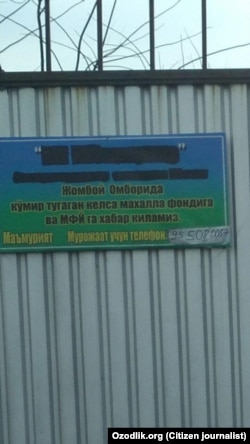 Жомбой Омборида
кўмир тугаган келса махалла фондига
ва МФЙ га хабар киламиз.
Маъмурият Мурожаат учун телефон:
Ozodlik.org (Citizen journalist)